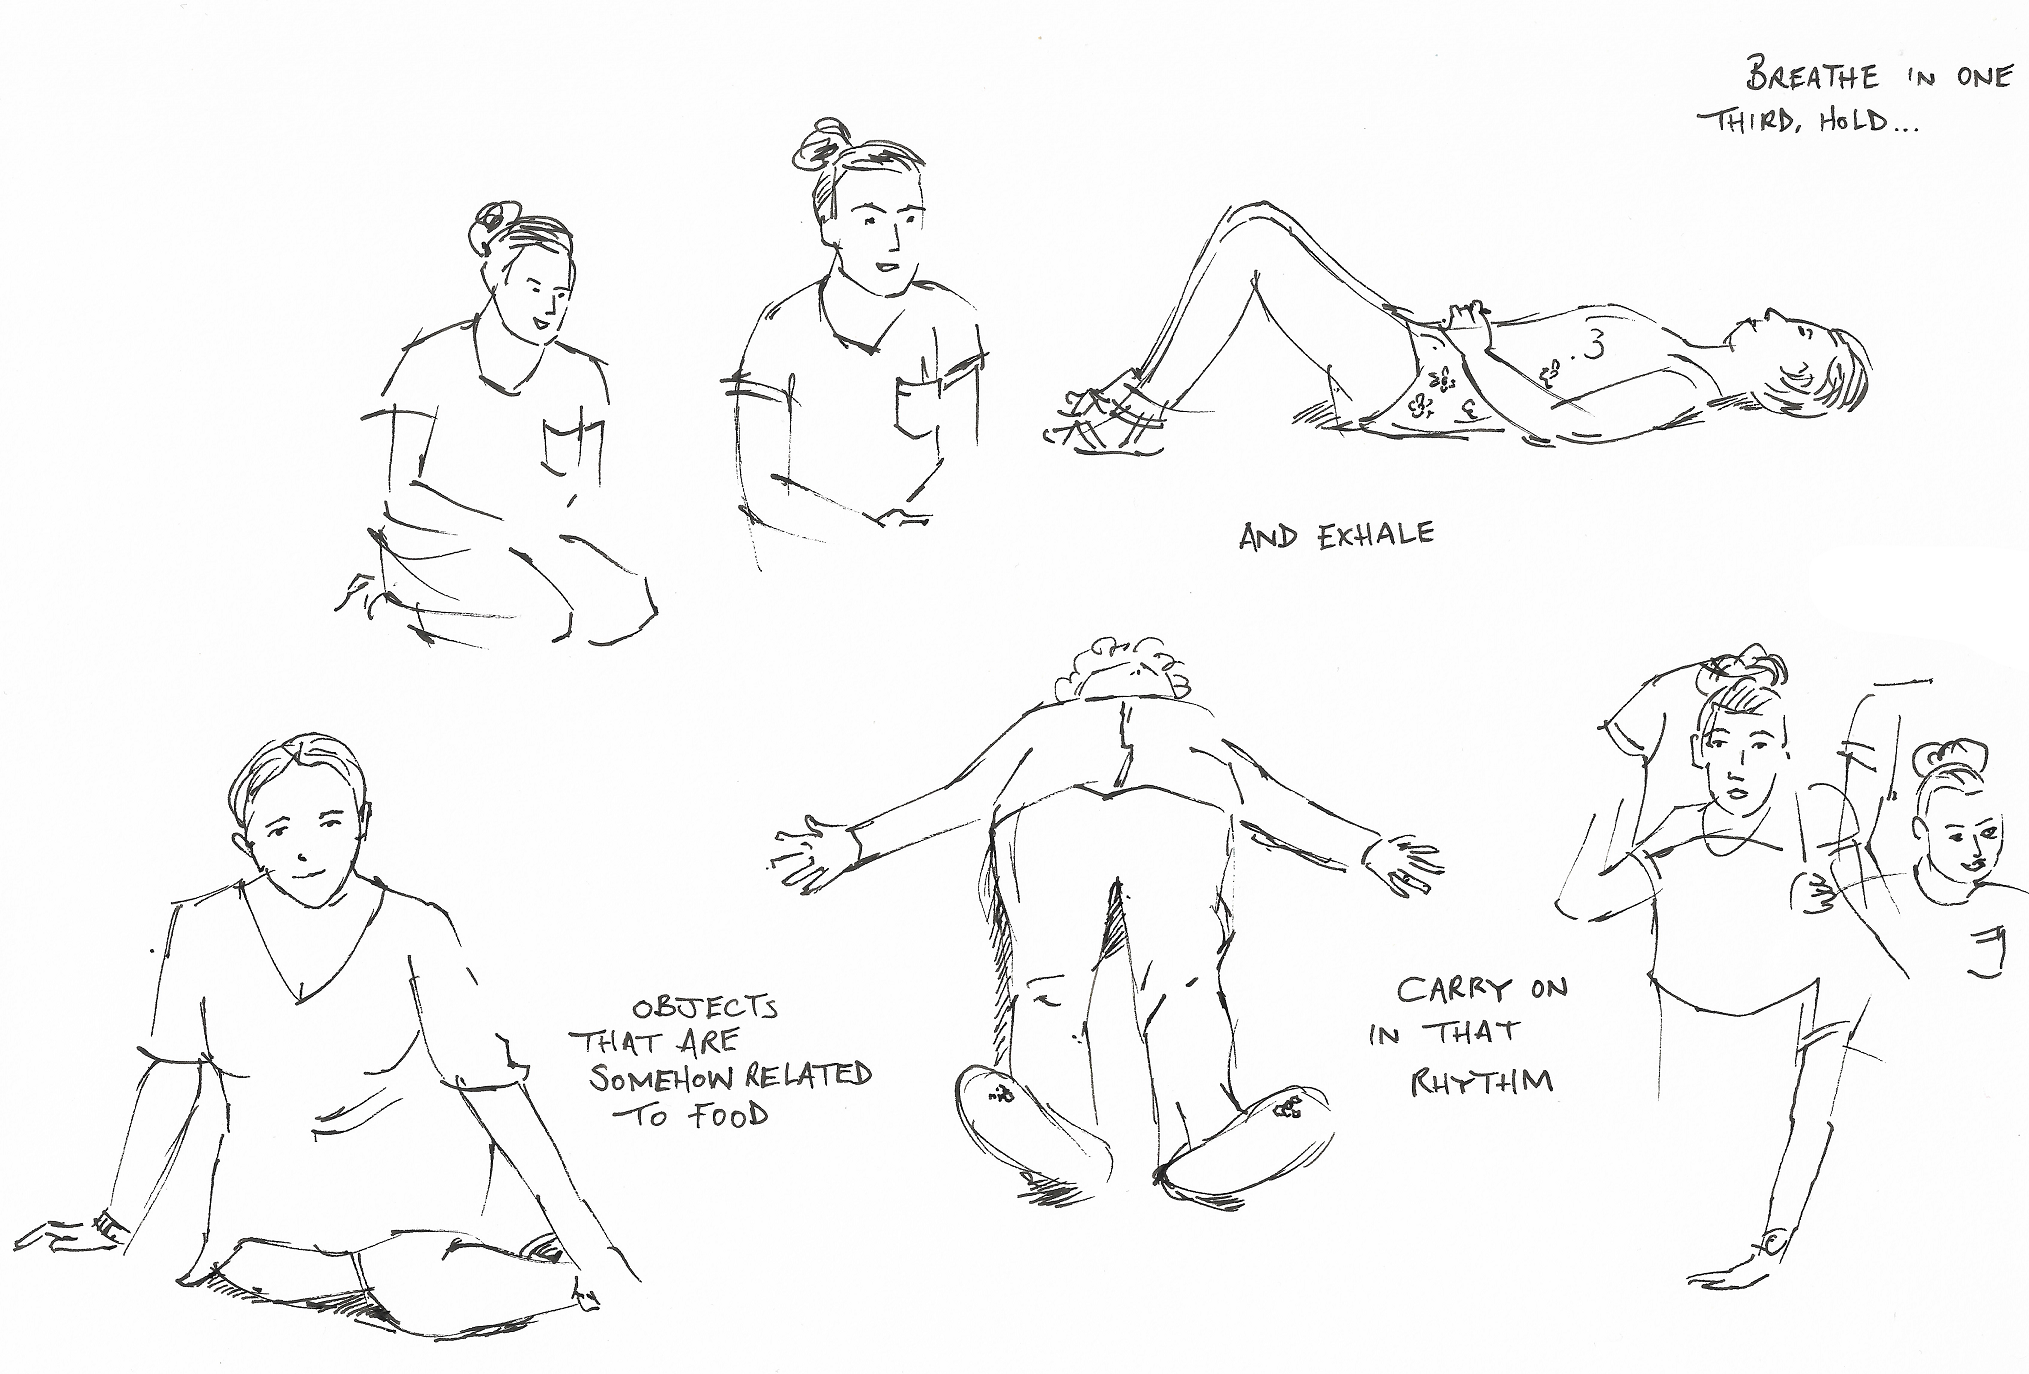 BREATHE IN ONE
THIRD, HOLD...
AND EXHALE
OBJECTS
THAT ARE
SOMEHOW RELATED
TO FOOD
CARRY ON
IN THAT
RHYTHM